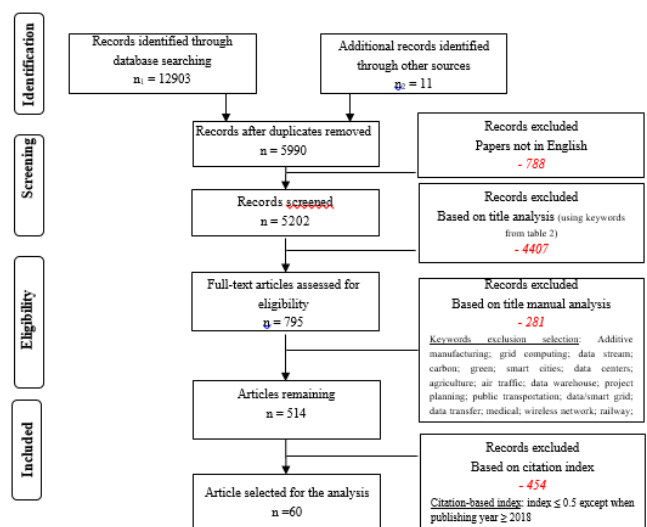 Identification
Records identified through
database searching
n₁ = 12903
Additional records identified
through other sources
n₂ = 11
Records after duplicates removed
n = 5990
Records excluded
Papers not in English
- 788
Screening
Records screened
n = 5202
Records excluded
Based on title analysis (using keywords
from table 2)
- 4407
Eligibility
Full-text articles assessed for
eligibility
n = 795
Records excluded
Based on title manual analysis
- 281
Keywords exclusion selection: Additive
manufacturing; grid computing; data stream;
carbon; green; smart cities; data centers;
agriculture; air traffic; data warehouse; project
planning; public transportation; data/smart grid;
data transfer; medical; wireless network; railway;
Articles remaining
n = 514
Included
Records excluded
Based on citation index
- 454
Citation-based index: index ≤ 0.5 except when
publishing year ≥ 2018
Article selected for the analysis
n =60